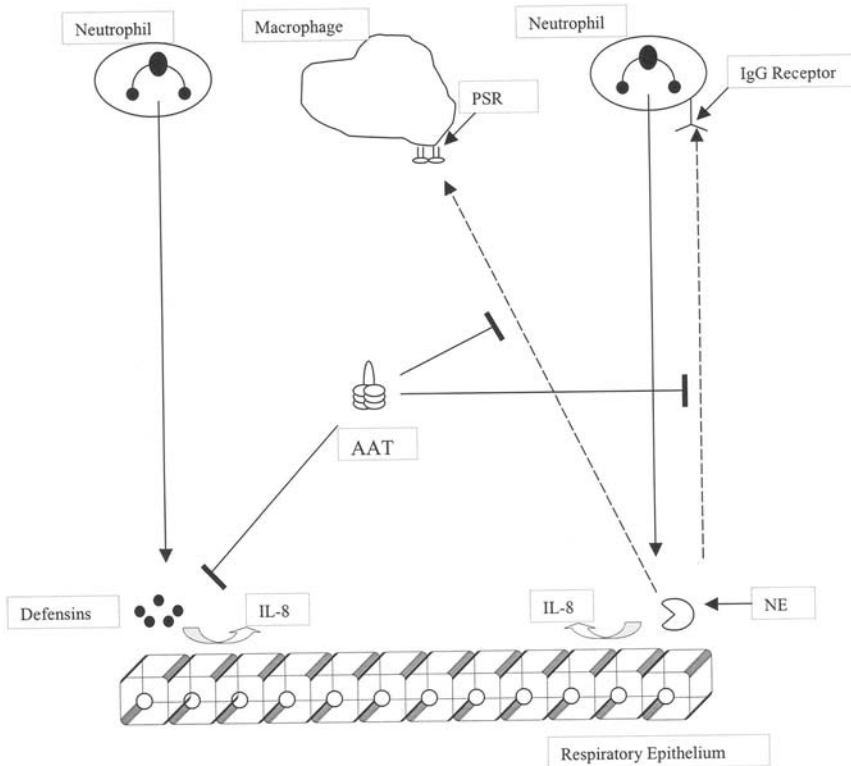 Neutrophil
Macrophage
Neutrophil
IgG Receptor
PSR
AAT
Defensins
IL-8
IL-8
NE
Respiratory Epithelium